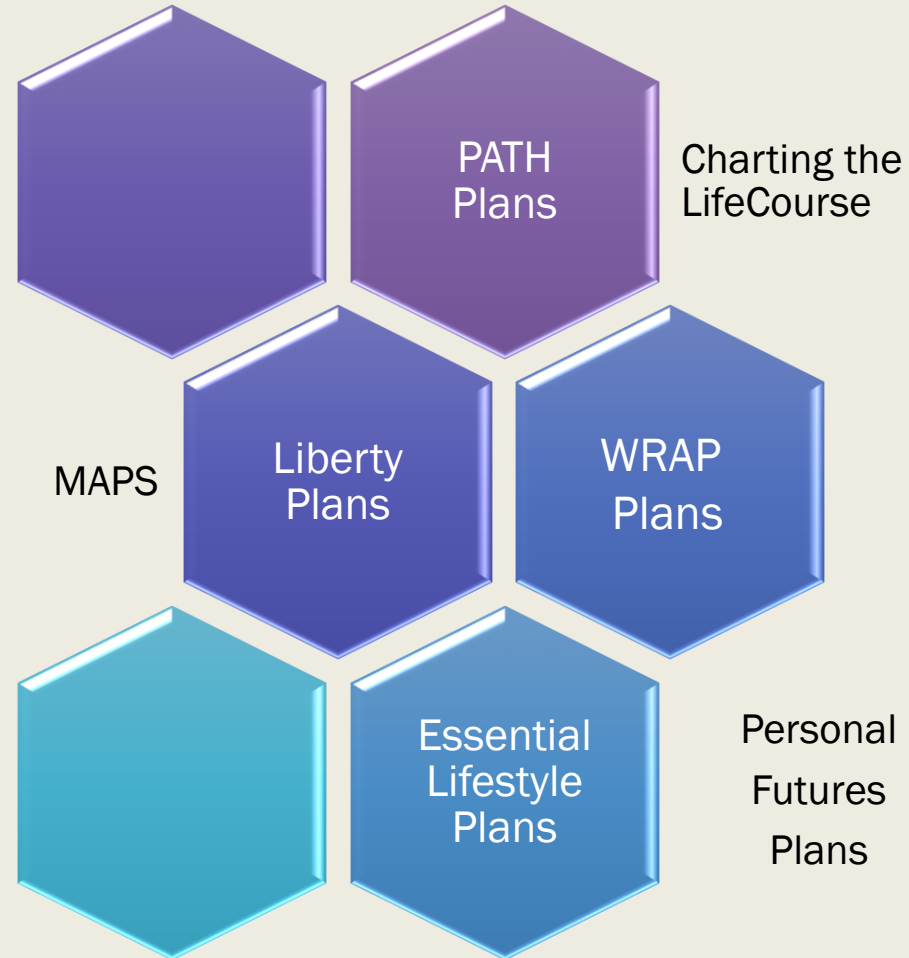 PATH
Plans
Charting the
LifeCourse
MAPS
Liberty
Plans
WRAP
Plans
Essential
Lifestyle
Plans
Personal
Futures
Plans